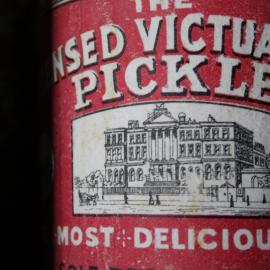 THE
NSED VICTUA
PICKLE
-MOST-DELICIOU